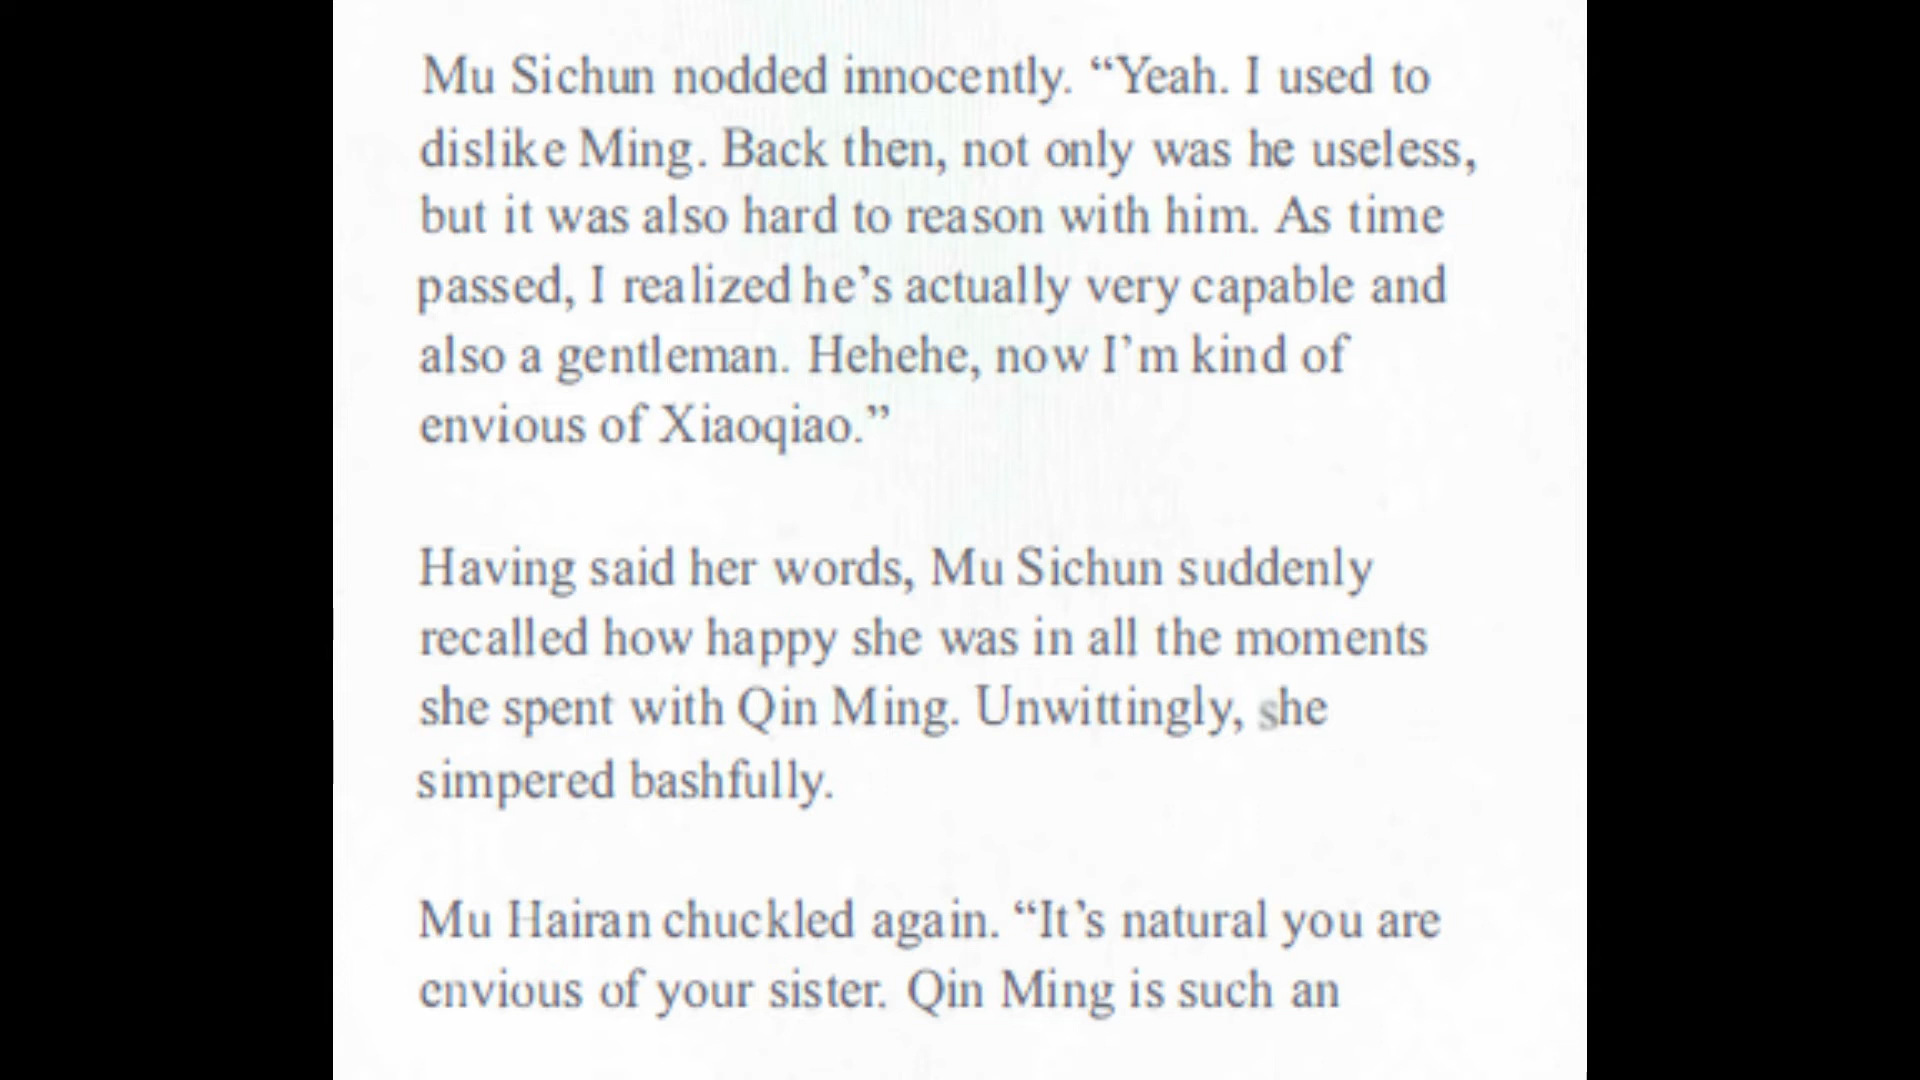 Mu Sichun nodded innocently. “Yeah. I used to
dislike Ming. Back then, not only was he useless,
but it was also hard to reason with him. As time
passed, I realized he’s actually very capable and
also a gentleman. Hehehe, now I’m kind of
envious of Xiaoqiao.”
Having said her words, Mu Sichun suddenly
recalled how happy she was in all the moments
she spent with Qin Ming. Unwittingly, she
simpered bashfully.
Mu Hairan chuckled again. “It’s natural you are
envious of your sister. Qin Ming is such an